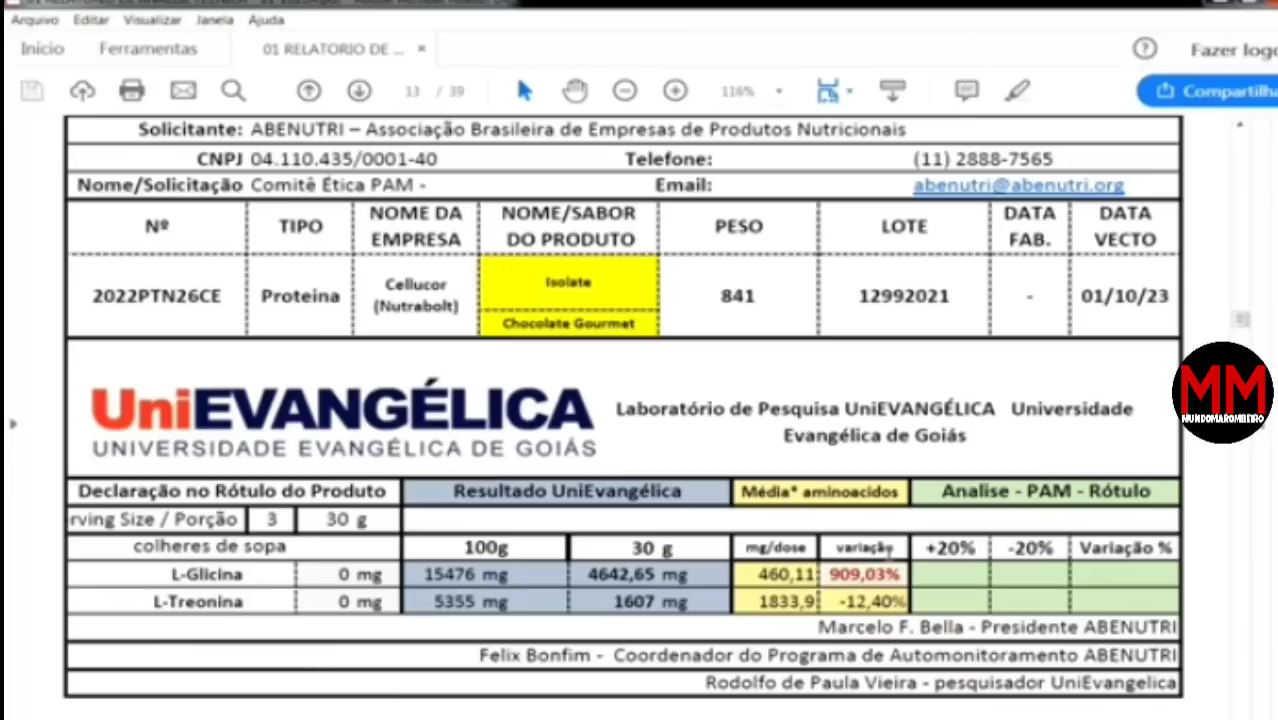 Arquivo Editar Visualizar Janela Ajuda
Início Ferramentas 01 RELATORIO DE ... × ? Fazer logo
13 / 39 116% Compartilha
Solicitante: ABENUTRI – Associação Brasileira de Empresas de Produtos Nutricionais
CNPJ 04.110.435/0001-40 Telefone: (11) 2888-7565
Nome/Solicitação Comitê Ética PAM - Email: abenutri@abenutri.org
Nº TIPO NOME DA EMPRESA NOME/SABOR DO PRODUTO PESO LOTE DATA FAB. DATA VECTO
2022PTN26CE Proteina Cellucor (Nutrabolt) Isolate 841 12992021 - 01/10/23
Chocolate Gourmet
UniEVANGÉLICA
UNIVERSIDADE EVANGÉLICA DE GOIÁS
Laboratório de Pesquisa UniEVANGÉLICA Universidade
Evangélica de Goiás
MM
MUNDOMAROMBEIRO
Declaração no Rótulo do Produto Resultado UniEvangélica Média* aminoacidos Analise - PAM - Rótulo
rving Size / Porção 3 30 g
colheres de sopa 100g 30 g mg/dose variação +20% -20% Variação %
L-Glicina 0 mg 15476 mg 4642,65 mg 460,11 909,03%
L-Treonina 0 mg 5355 mg 1607 mg 1833,9 -12,40%
Marcelo F. Bella - Presidente ABENUTRI
Felix Bonfim - Coordenador do Programa de Automonitoramento ABENUTRI
Rodolfo de Paula Vieira - pesquisador UniEvangelica